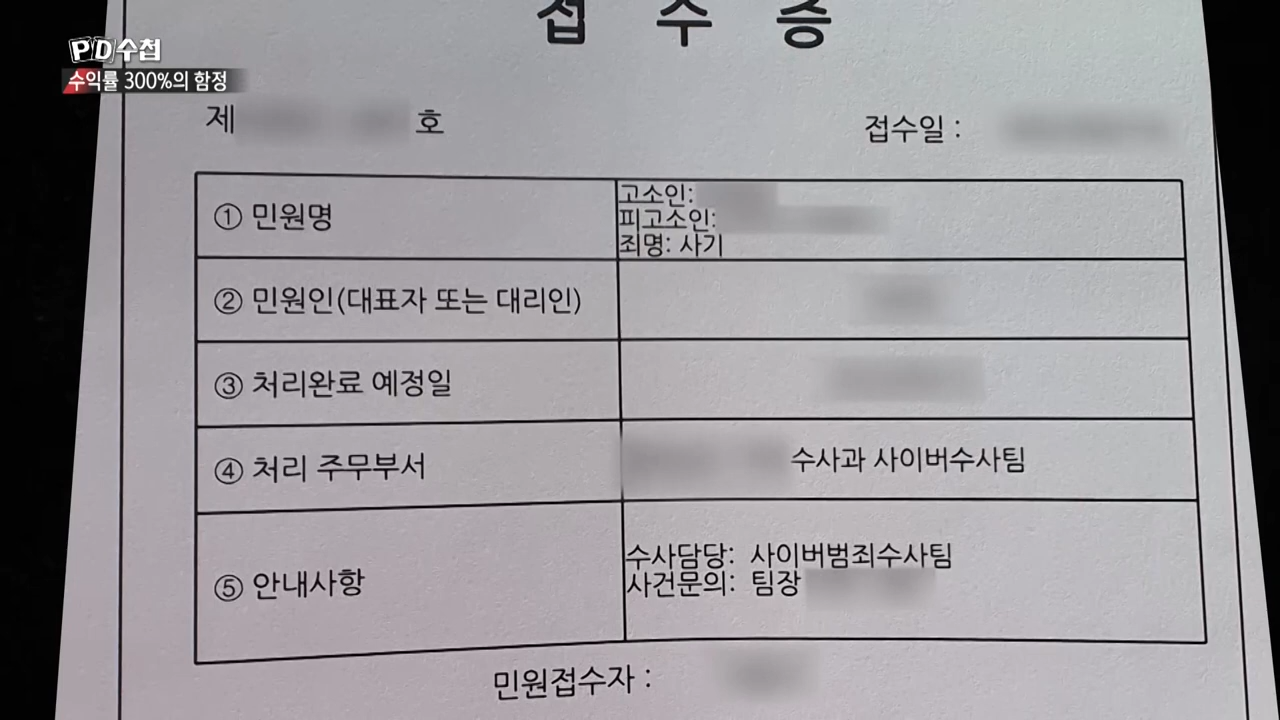 PD수첩
수익률 300%의 함정
접 수 증
제 호
접수일 :
① 민원명
고소인:
피고소인:
죄명: 사기
② 민원인(대표자 또는 대리인)
③ 처리완료 예정일
④ 처리 주무부서
수사과 사이버수사팀
⑤ 안내사항
수사담당: 사이버범죄수사팀
사건문의: 팀장
민원접수자 :